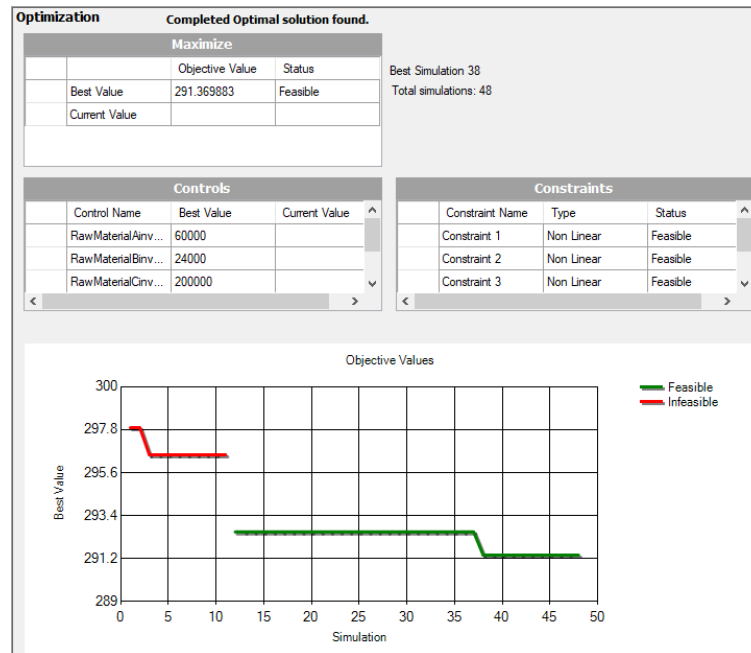 Optimization Completed Optimal solution found.
Maximize
Objective Value Status
Best Value 291.369883 Feasible
Current Value
Best Simulation 38
Total simulations: 48
Controls
Control Name Best Value Current Value
RawMaterialAinv... 60000
RawMaterialBinv... 24000
RawMaterialCinv... 200000
Constraints
Constraint Name Type Status
Constraint 1 Non Linear Feasible
Constraint 2 Non Linear Feasible
Constraint 3 Non Linear Feasible
Objective Values
Feasible
Infeasible
300
297.8
295.6
293.4
291.2
289
Best Value
0 5 10 15 20 25 30 35 40 45 50
Simulation